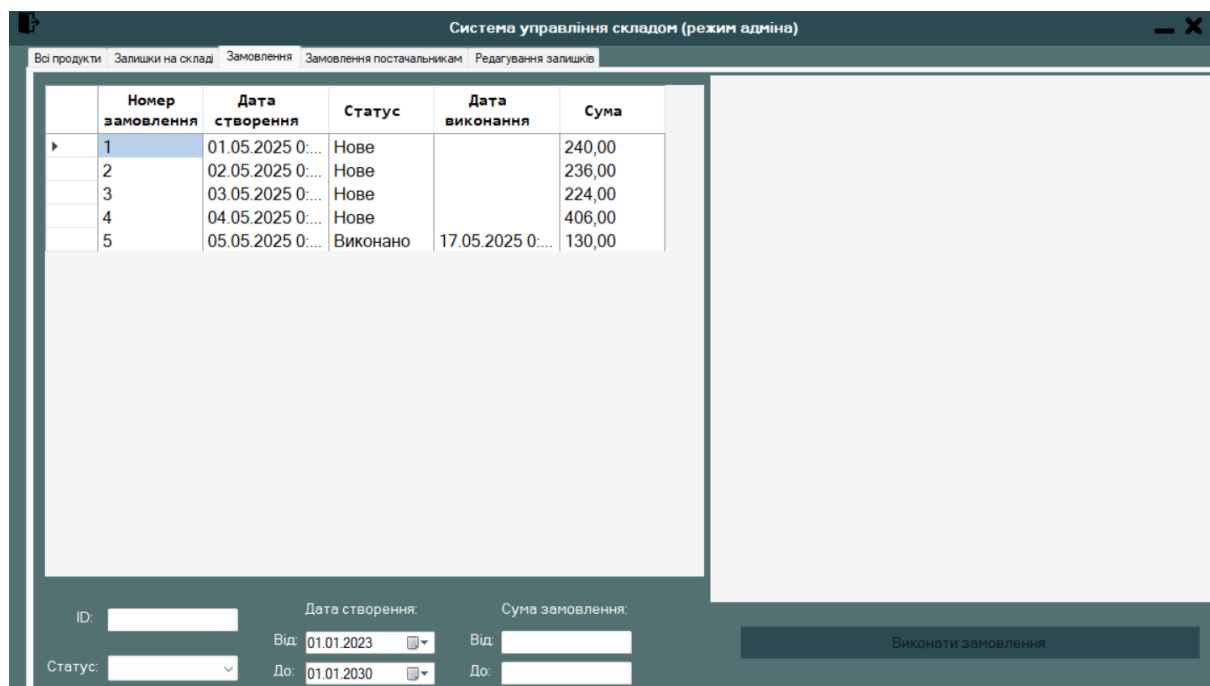 Система управління складом (режим адміна)
Всі продукти Залишки на складі Замовлення Замовлення постачальникам Редагування залишків
Номер замовлення Дата створення Статус Дата виконання Сума
1 01.05.2025 0:... Нове 240,00
2 02.05.2025 0:... Нове 236,00
3 03.05.2025 0:... Нове 224,00
4 04.05.2025 0:... Нове 406,00
5 05.05.2025 0:... Виконано 17.05.2025 0:... 130,00
Дата створення: Сума замовлення:
ID:
Від: 01.01.2023 Від:
Виконати замовлення
Статус: До: 01.01.2030 До: